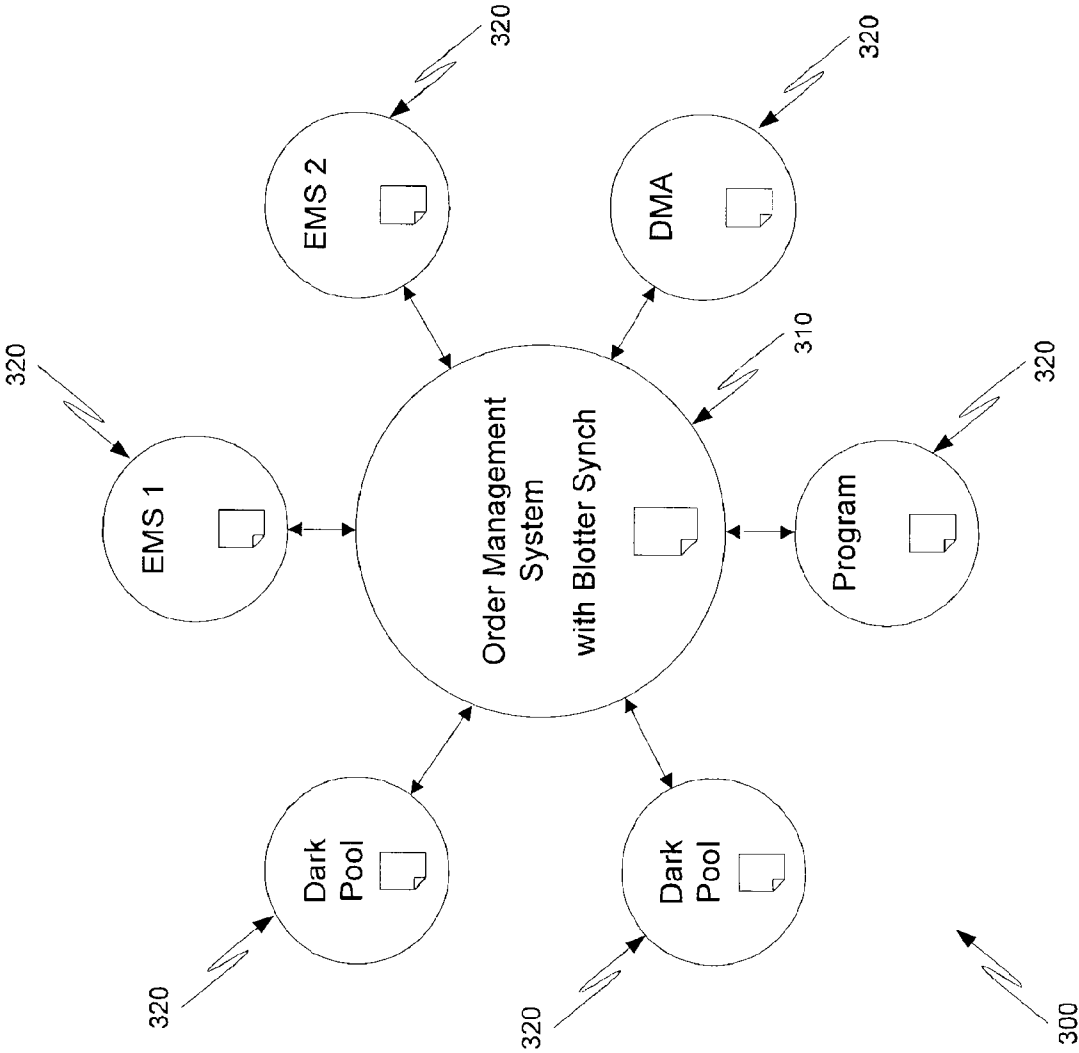 320
EMS 1
320
Dark
Pool
EMS 2
320
Order Management
System
with Blotter Synch
320
Dark
Pool
DMA
320
310
Program
320
300